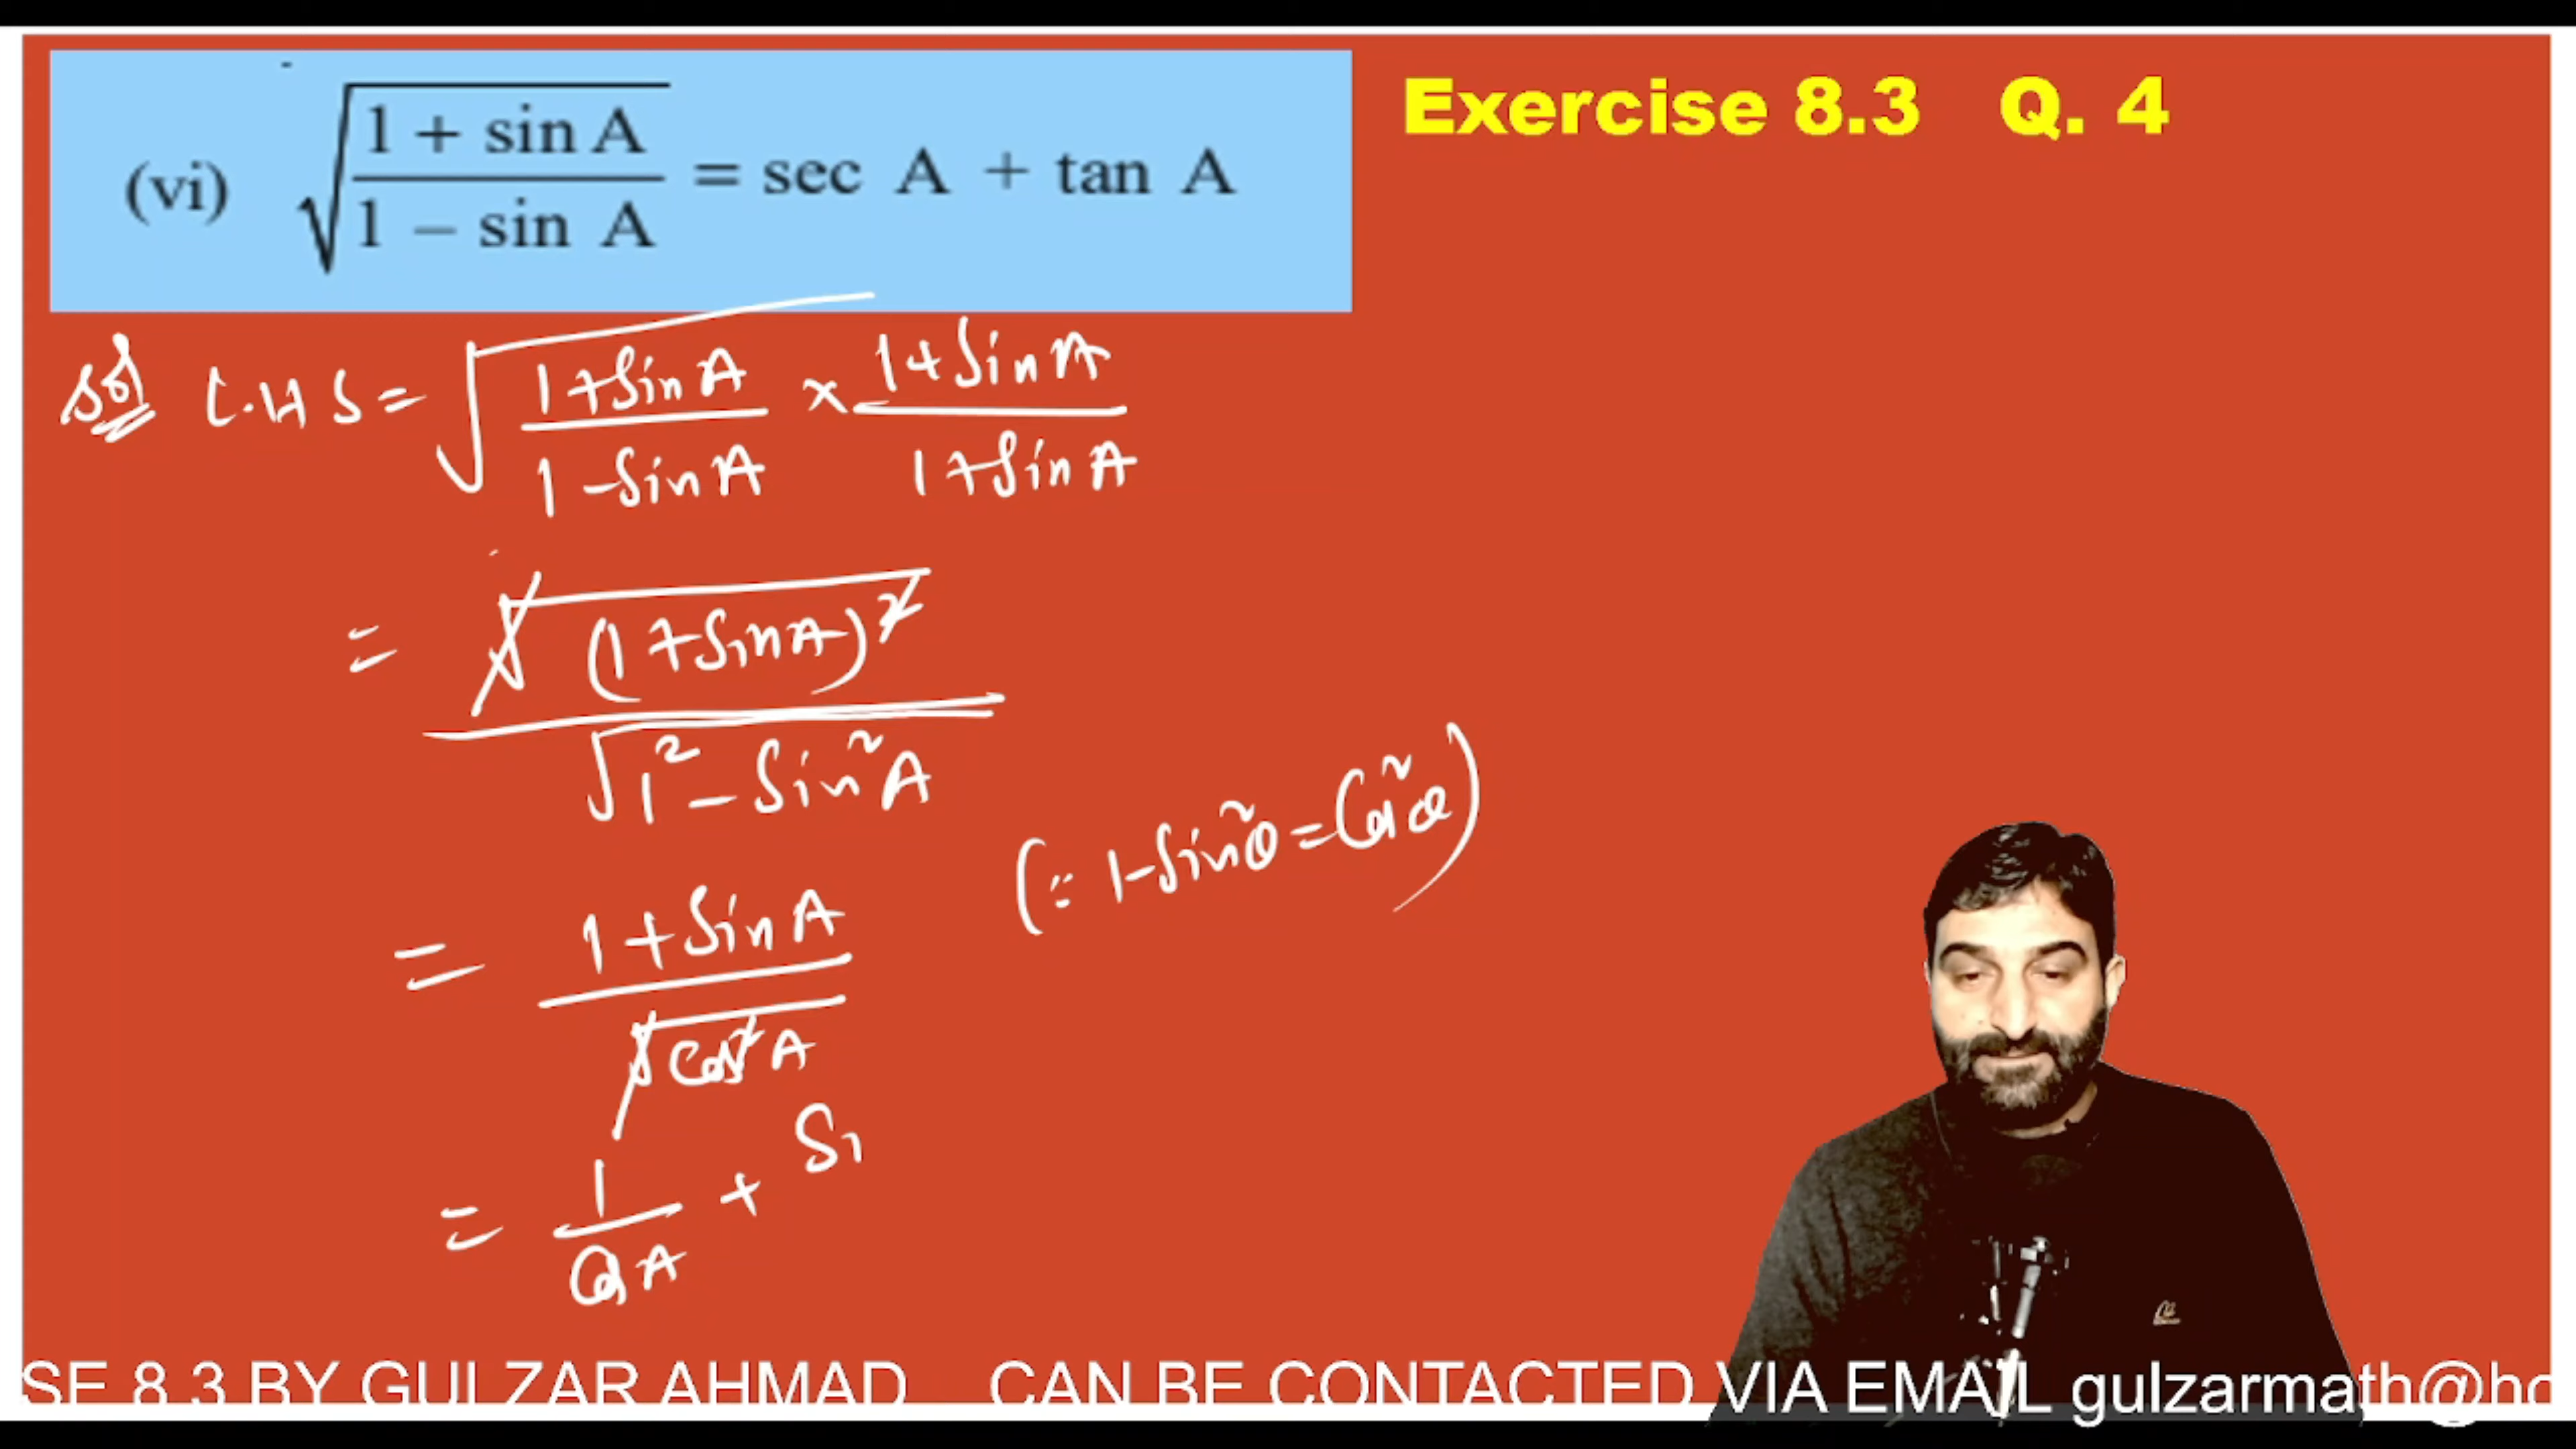 Exercise 8.3 Q. 4
(vi) √((1 + sin A)/(1 – sin A)) = sec A + tan A
Sol L.H S = √((1+SinA)/(1-SinA) × (1+SinA)/(1+SinA))
= √(1+SinA)² / √(1² - Sin²A)
(∵ 1-Sin²θ = Cos²θ)
= (1+SinA)/√(Cos²A)
= 1/(CosA) + Si
SE 8.3 BY GULZAR AHMAD CAN BE CONTACTED VIA EMAIL gulzarmath@ho